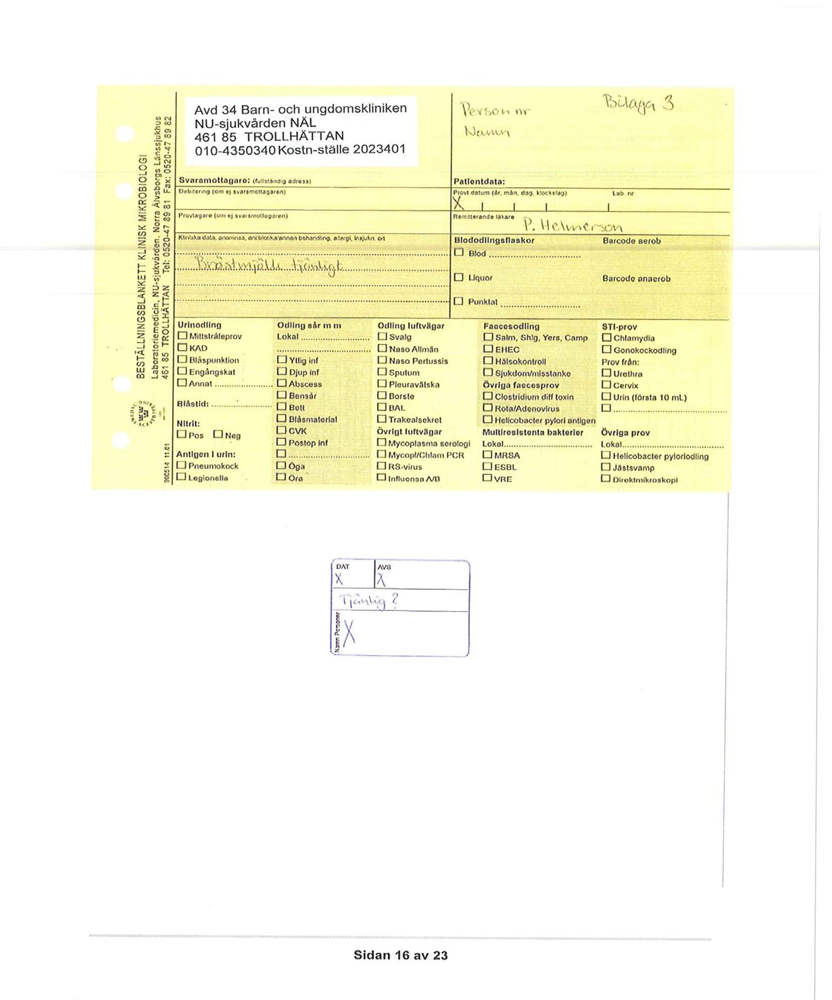 BESTÄLLNINGSBLANKETT KLINISK MIKROBIOLOGI
Laboratoriemedicin, NU-sjukvården, Norra Älvsborgs Länssjukhus
461 85 TROLLHÄTTAN Tel: 0520-47 89 81 Fax: 0520-47 89 82
900514 11.01
Avd 34 Barn- och ungdomskliniken
NU-sjukvården NÄL
461 85 TROLLHÄTTAN
010-4350340 Kostn-ställe 2023401
Bilaga 3
Person nr
Namn
Svarsmottagare: (fullständig adress)
Patientdata:
Debitering (om ej svarsmottagaren)
Provt.datum (år, mån, dag, klockslag) Lab. nr
X
Provtagare (om ej svarsmottagaren)
Remitterande läkare P. Helmerson
Kliniska data, anamnes, antibiotika/annan behandling, allergi, insjukn. ort
Bröstmjölk tjänligt
Blododlingsflaskor Barcode aerob
Blod
Liquor Barcode anaerob
Punktat
Urinodling
Mittstråleprov
KAD
Blåspunktion
Engångskat
Annat
Blåstid:
Nitrit:
Pos Neg
Antigen i urin:
Pneumokock
Legionella
Odling sår m m
Lokal
Ytlig inf
Djup inf
Abscess
Bensår
Bett
Blåsmaterial
CVK
Postop inf
Öga
Öra
Odling luftvägar
Svalg
Naso Allmän
Naso Pertussis
Sputum
Pleuravätska
Borste
BAL
Trakealsekret
Övrigt luftvägar
Mycoplasma serologi
Mycopl/Chlam PCR
RS-virus
Influensa A/B
Faecesodling
Salm, Shig, Yers, Camp
EHEC
Hälsokontroll
Sjukdom/misstanke
Övriga faecesprov
Clostridium diff toxin
Rota/Adenovirus
Helicobacter pylori antigen
Multiresistenta bakterier
Lokal
MRSA
ESBL
VRE
STI-prov
Chlamydia
Gonokockodling
Prov från:
Urethra
Cervix
Urin (första 10 mL)
Övriga prov
Lokal
Helicobacter pyloriodling
Jästsvamp
Direktmikroskopi
DAT AVS
X X
Tjänlig?
Namn Personnr
X
Sidan 16 av 23